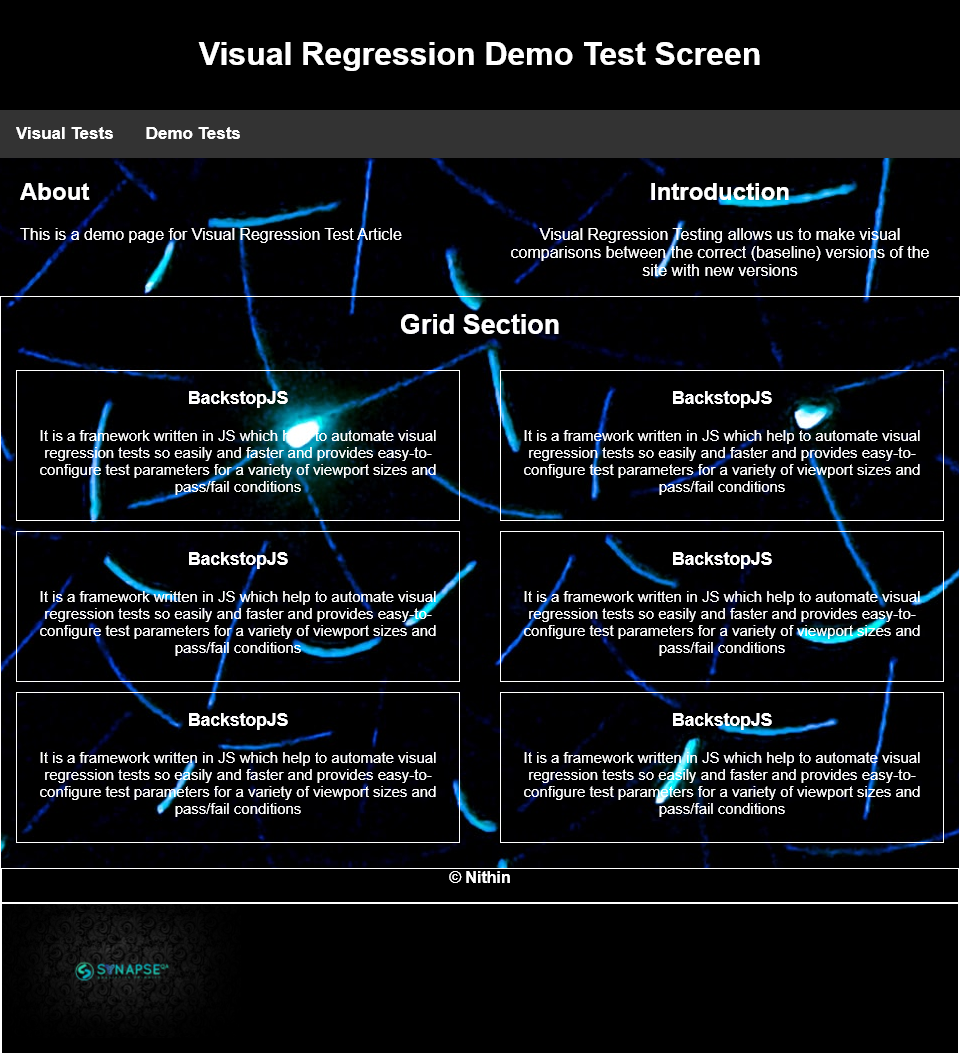 Visual Regression Demo Test Screen
Visual Tests Demo Tests
About
This is a demo page for Visual Regression Test Article
Introduction
Visual Regression Testing allows us to make visual
comparisons between the correct (baseline) versions of the
site with new versions
Grid Section
BackstopJS
It is a framework written in JS which help to automate visual
regression tests so easily and faster and provides easy-to-
configure test parameters for a variety of viewport sizes and
pass/fail conditions
BackstopJS
It is a framework written in JS which help to automate visual
regression tests so easily and faster and provides easy-to-
configure test parameters for a variety of viewport sizes and
pass/fail conditions
BackstopJS
It is a framework written in JS which help to automate visual
regression tests so easily and faster and provides easy-to-
configure test parameters for a variety of viewport sizes and
pass/fail conditions
BackstopJS
It is a framework written in JS which help to automate visual
regression tests so easily and faster and provides easy-to-
configure test parameters for a variety of viewport sizes and
pass/fail conditions
BackstopJS
It is a framework written in JS which help to automate visual
regression tests so easily and faster and provides easy-to-
configure test parameters for a variety of viewport sizes and
pass/fail conditions
BackstopJS
It is a framework written in JS which help to automate visual
regression tests so easily and faster and provides easy-to-
configure test parameters for a variety of viewport sizes and
pass/fail conditions
© Nithin
SYNAPSE